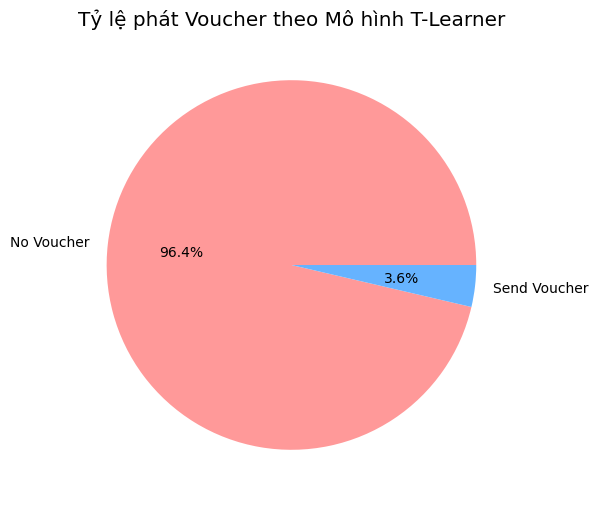 Tỷ lệ phát Voucher theo Mô hình T-Learner
No Voucher
96.4%
3.6%
Send Voucher